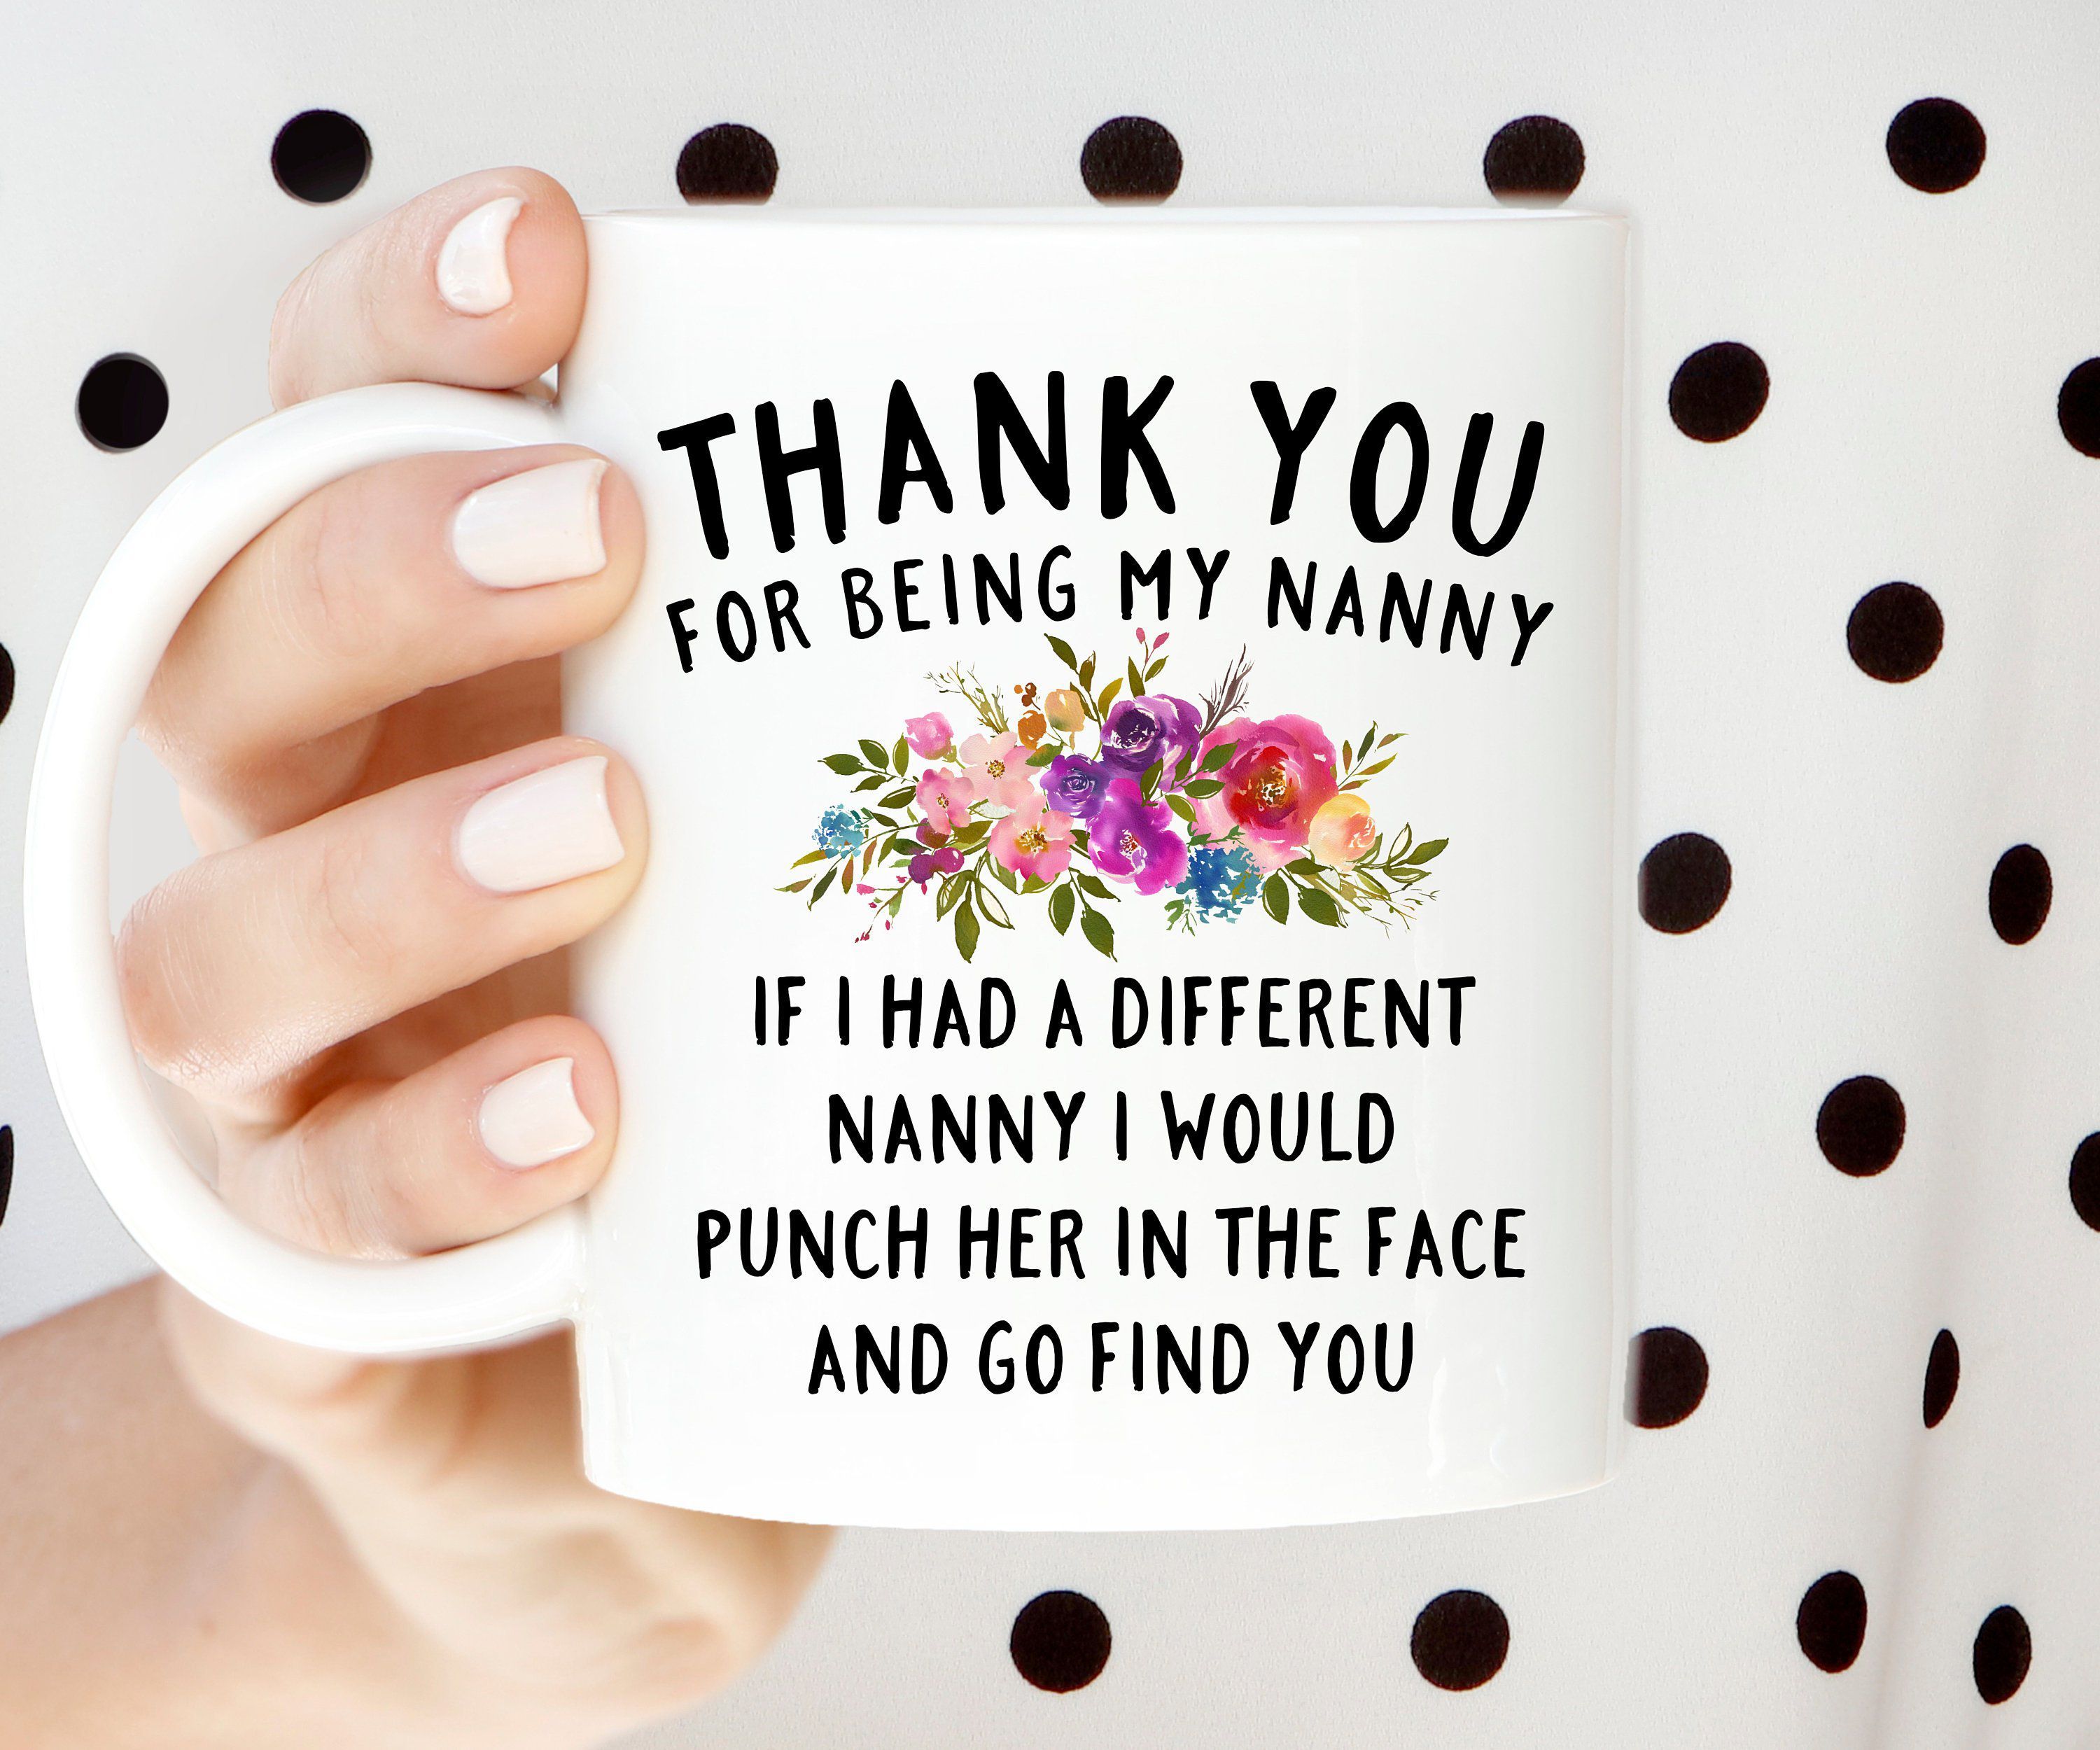 THANK YOU
FOR BEING MY NANNY
IF I HAD A DIFFERENT
NANNY I WOULD
PUNCH HER IN THE FACE
AND GO FIND YOU